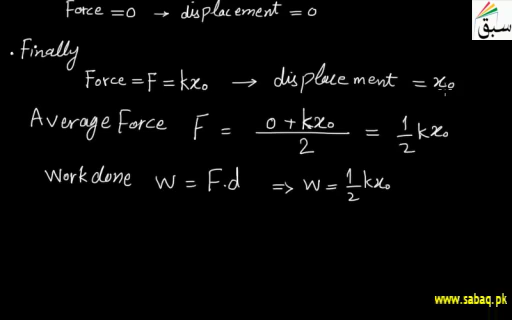 Force = 0 → displacement = 0
سبق
• Finally
Force = F = kx₀ → displacement = x₀
Average Force F = 0 + kx₀ / 2 = 1/2 kx₀
Work done W = F.d ⇒ W = 1/2 kx₀
www.sabaq.pk